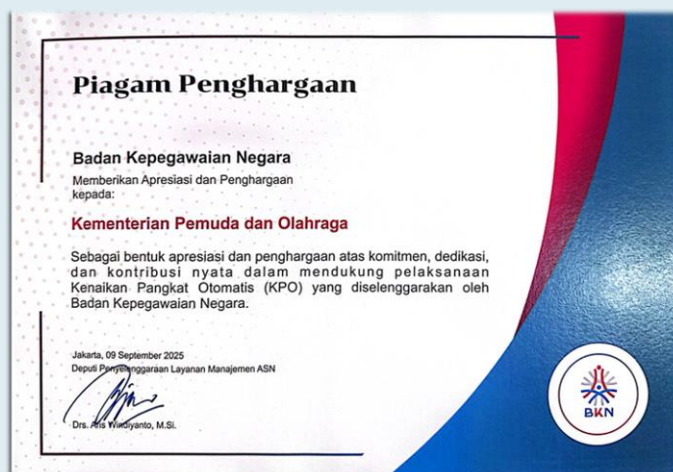 Piagam Penghargaan
Badan Kepegawaian Negara
Memberikan Apresiasi dan Penghargaan
kepada:
Kementerian Pemuda dan Olahraga
Sebagai bentuk apresiasi dan penghargaan atas komitmen, dedikasi,
dan kontribusi nyata dalam mendukung pelaksanaan
Kenaikan Pangkat Otomatis (KPO) yang diselenggarakan oleh
Badan Kepegawaian Negara.
Jakarta, 09 September 2025
Deputi Penyelenggaraan Layanan Manajemen ASN
Drs. Aris Windiyanto, M.Si.
BKN